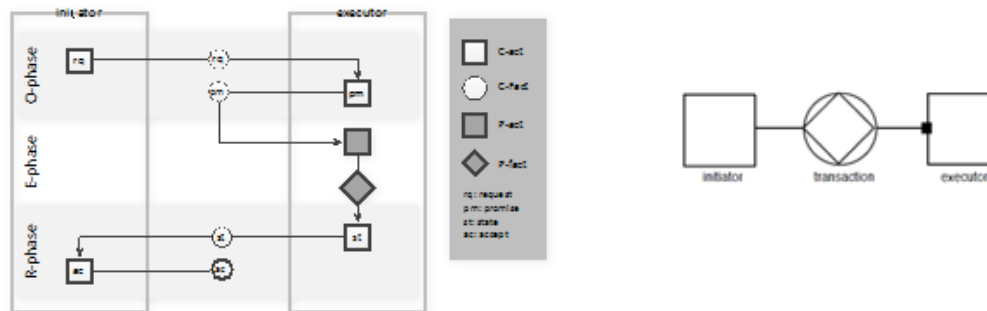 initiator
executor
O-phase
rq
rq
pm
pm
E-phase
R-phase
st
st
ac
ac
C-act
C-fact
P-act
P-fact
rq: request
pm: promise
st: state
ac: accept
initiator
transaction
executor